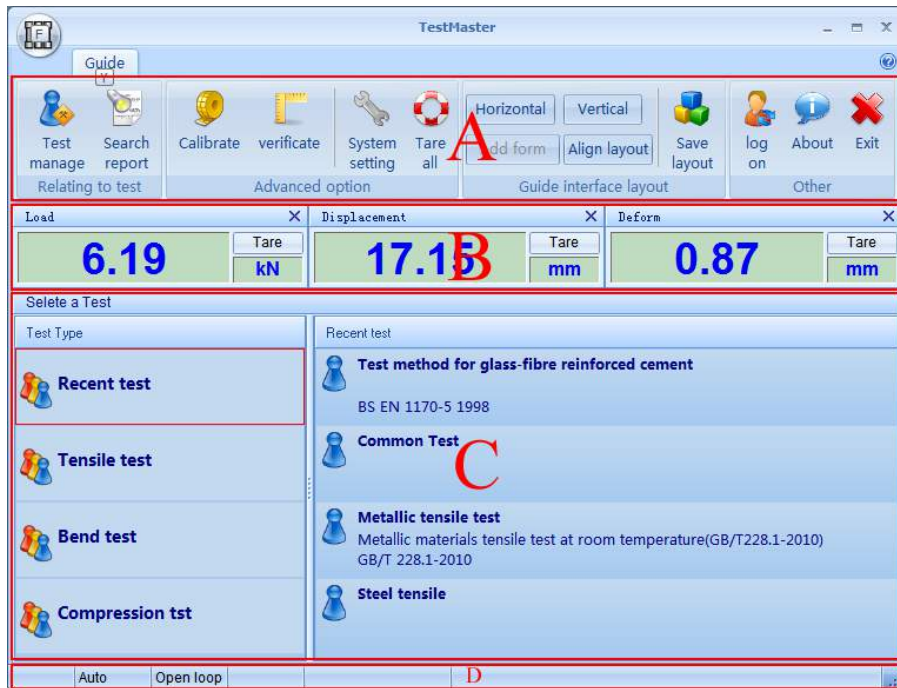 TestMaster
F
Guide
Y
Test manage
Search report
Calibrate
verificate
System setting
Tare all
Horizontal
Vertical
Add form
Align layout
Save layout
log on
About
Exit
A
Relating to test
Advanced option
Guide interface layout
Other
Load
Displacement
Deform
6.19
Tare
kN
17.15
Tare
mm
0.87
Tare
mm
B
Selete a Test
Test Type
Recent test
Recent test
Tensile test
Bend test
Compression tst
Test method for glass-fibre reinforced cement
BS EN 1170-5 1998
Common Test
C
Metallic tensile test
Metallic materials tensile test at room temperature(GB/T228.1-2010)
GB/T 228.1-2010
Steel tensile
Auto
Open loop
D